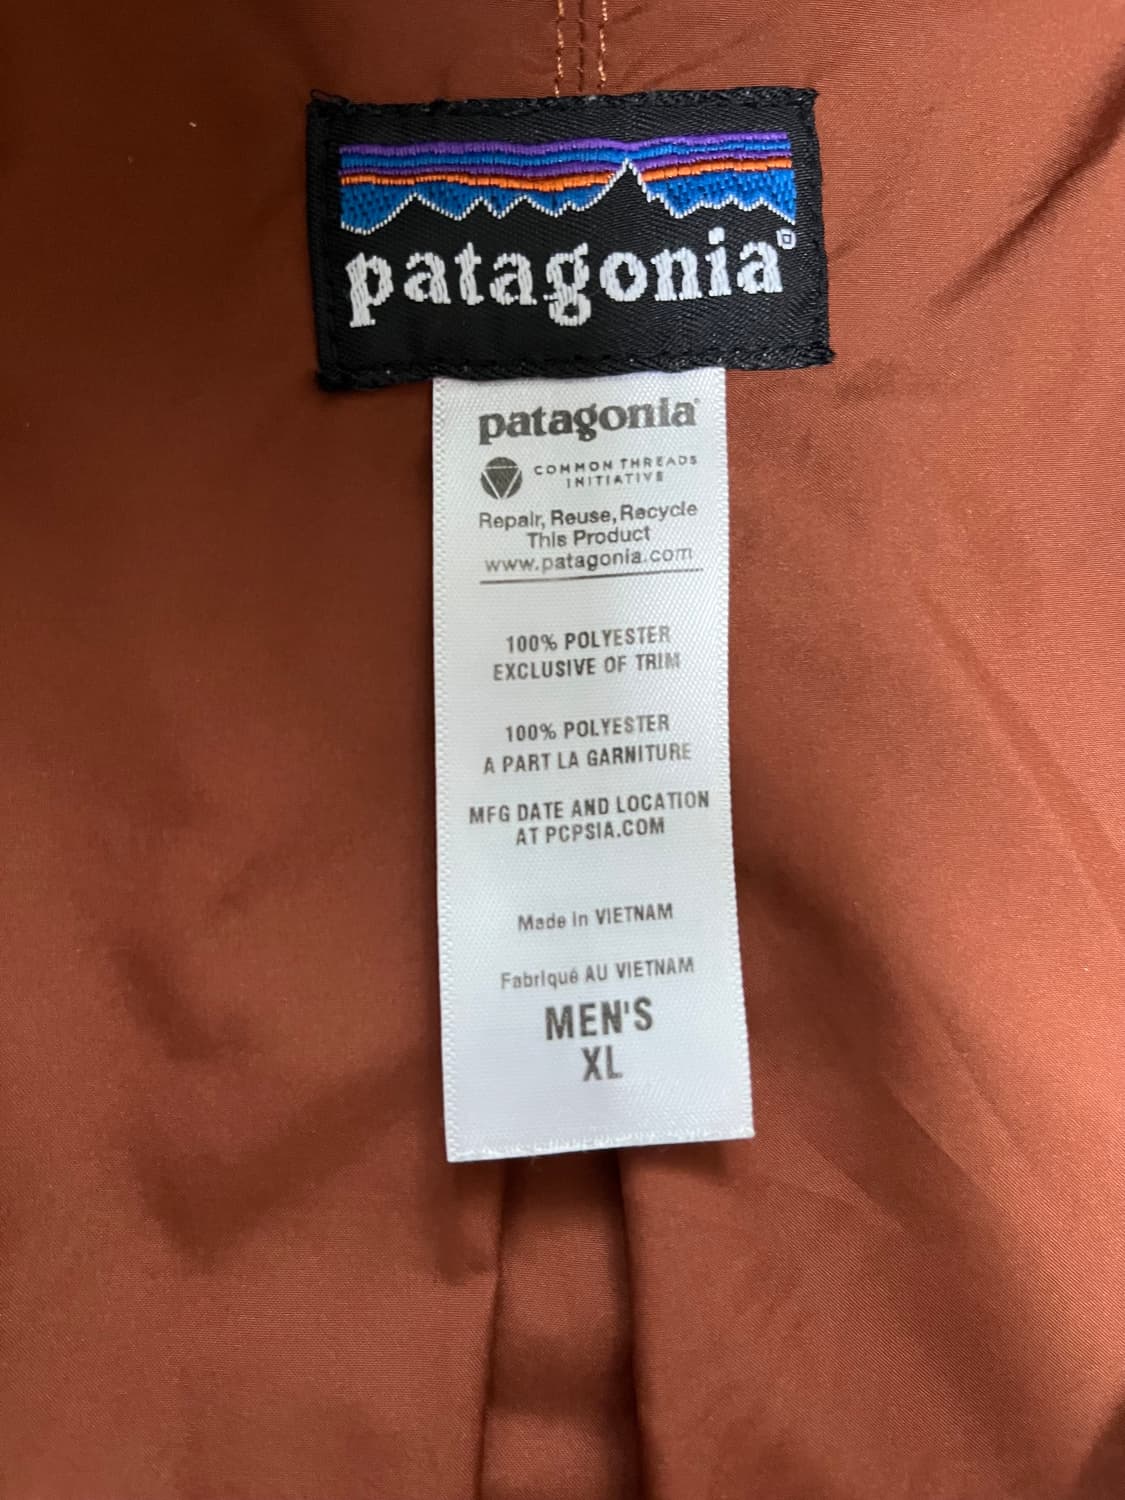 patagonia®
patagonia®
COMMON THREADS
INITIATIVE
Repair, Reuse, Recycle
This Product
www.patagonia.com
100% POLYESTER
EXCLUSIVE OF TRIM
100% POLYESTER
A PART LA GARNITURE
MFG DATE AND LOCATION
AT PCPSIA.COM
Made in VIETNAM
Fabriqué AU VIETNAM
MEN'S
XL